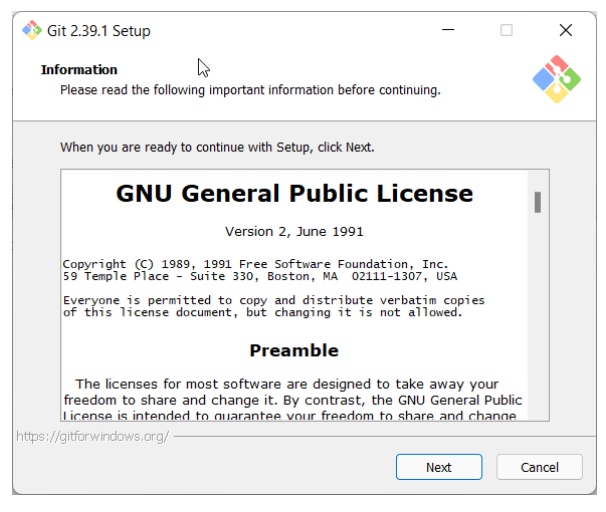 Git 2.39.1 Setup
Information
Please read the following important information before continuing.
When you are ready to continue with Setup, click Next.
GNU General Public License
Version 2, June 1991
Copyright (C) 1989, 1991 Free Software Foundation, Inc.
59 Temple Place - Suite 330, Boston, MA  02111-1307, USA
Everyone is permitted to copy and distribute verbatim copies
of this license document, but changing it is not allowed.
Preamble
The licenses for most software are designed to take away your
freedom to share and change it. By contrast, the GNU General Public
License is intended to guarantee your freedom to share and change
https://gitforwindows.org/
Next
Cancel